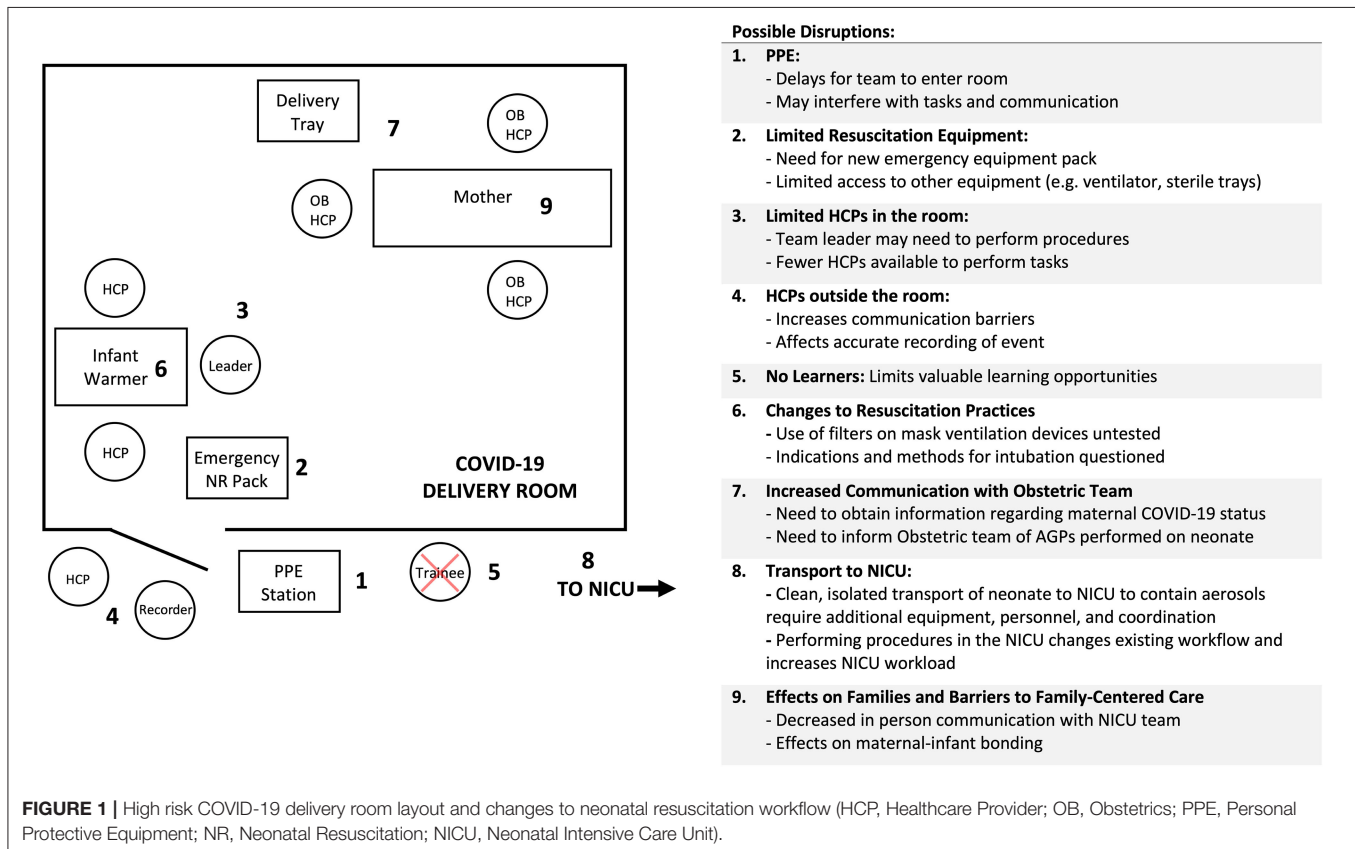 Delivery
Tray
7
OB
HCP
OB
HCP
Mother
9
OB
HCP
HCP
3
Infant
Warmer
6
Leader
HCP
Emergency
NR Pack
2
COVID-19
DELIVERY ROOM
HCP
4
Recorder
PPE
Station
1
Trainee
5
8
TO NICU
Possible Disruptions:
1. PPE:
- Delays for team to enter room
- May interfere with tasks and communication
2. Limited Resuscitation Equipment:
- Need for new emergency equipment pack
- Limited access to other equipment (e.g. ventilator, sterile trays)
3. Limited HCPs in the room:
- Team leader may need to perform procedures
- Fewer HCPs available to perform tasks
4. HCPs outside the room:
- Increases communication barriers
- Affects accurate recording of event
5. No Learners: Limits valuable learning opportunities
6. Changes to Resuscitation Practices
- Use of filters on mask ventilation devices untested
- Indications and methods for intubation questioned
7. Increased Communication with Obstetric Team
- Need to obtain information regarding maternal COVID-19 status
- Need to inform Obstetric team of AGPs performed on neonate
8. Transport to NICU:
- Clean, isolated transport of neonate to NICU to contain aerosols
require additional equipment, personnel, and coordination
- Performing procedures in the NICU changes existing workflow and
increases NICU workload
9. Effects on Families and Barriers to Family-Centered Care
- Decreased in person communication with NICU team
- Effects on maternal-infant bonding
FIGURE 1 | High risk COVID-19 delivery room layout and changes to neonatal resuscitation workflow (HCP, Healthcare Provider; OB, Obstetrics; PPE, Personal
Protective Equipment; NR, Neonatal Resuscitation; NICU, Neonatal Intensive Care Unit).